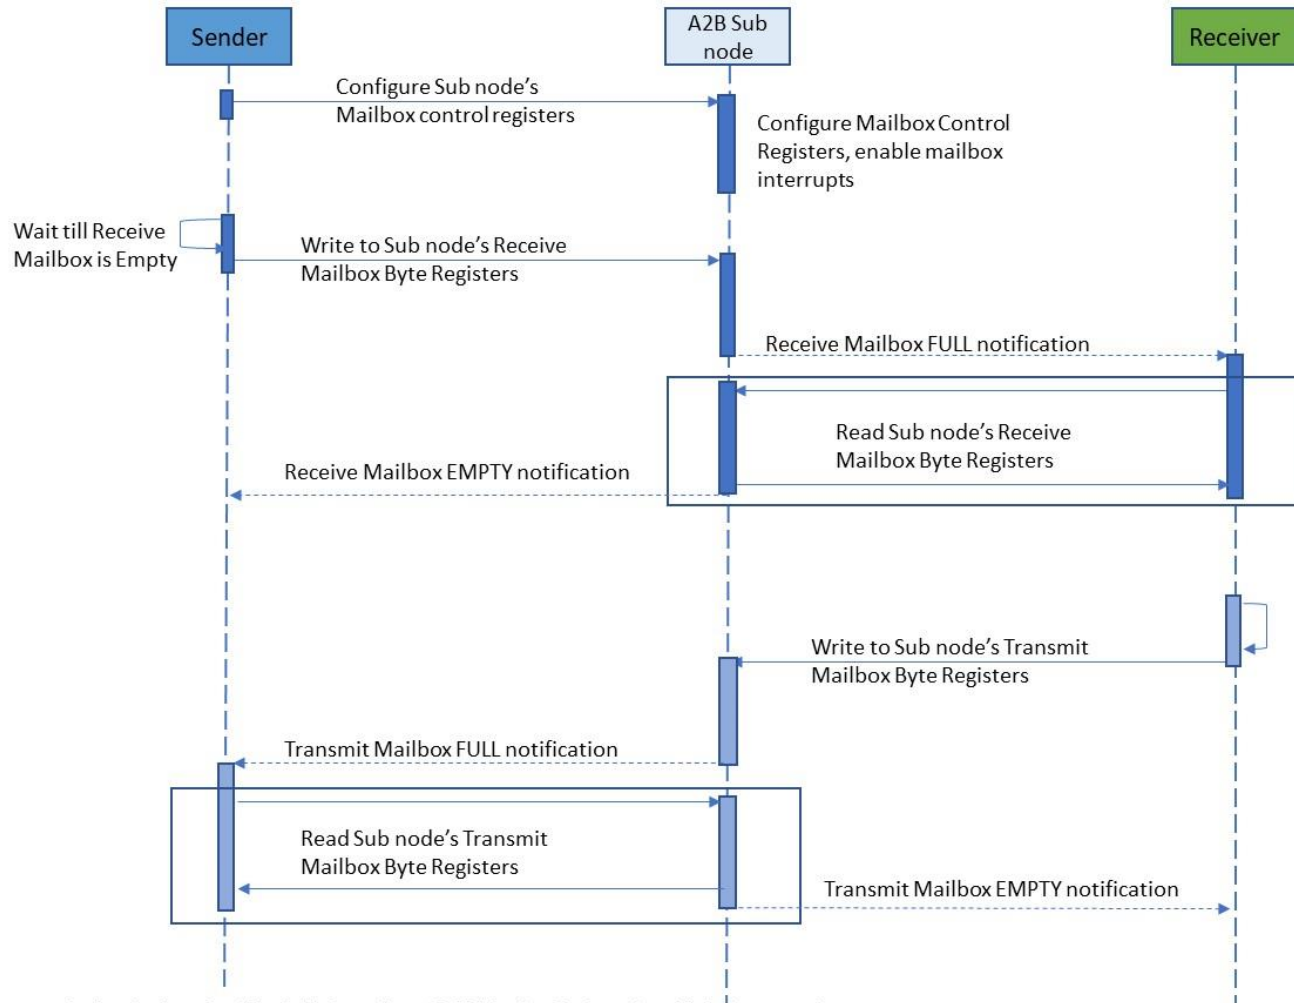 Sender
A2B Sub
node
Receiver
Configure Sub node's
Mailbox control registers
Configure Mailbox Control
Registers, enable mailbox
interrupts
Wait till Receive
Mailbox is Empty
Write to Sub node's Receive
Mailbox Byte Registers
Receive Mailbox FULL notification
Read Sub node's Receive
Mailbox Byte Registers
Receive Mailbox EMPTY notification
Write to Sub node's Transmit
Mailbox Byte Registers
Transmit Mailbox FULL notification
Read Sub node's Transmit
Mailbox Byte Registers
Transmit Mailbox EMPTY notification